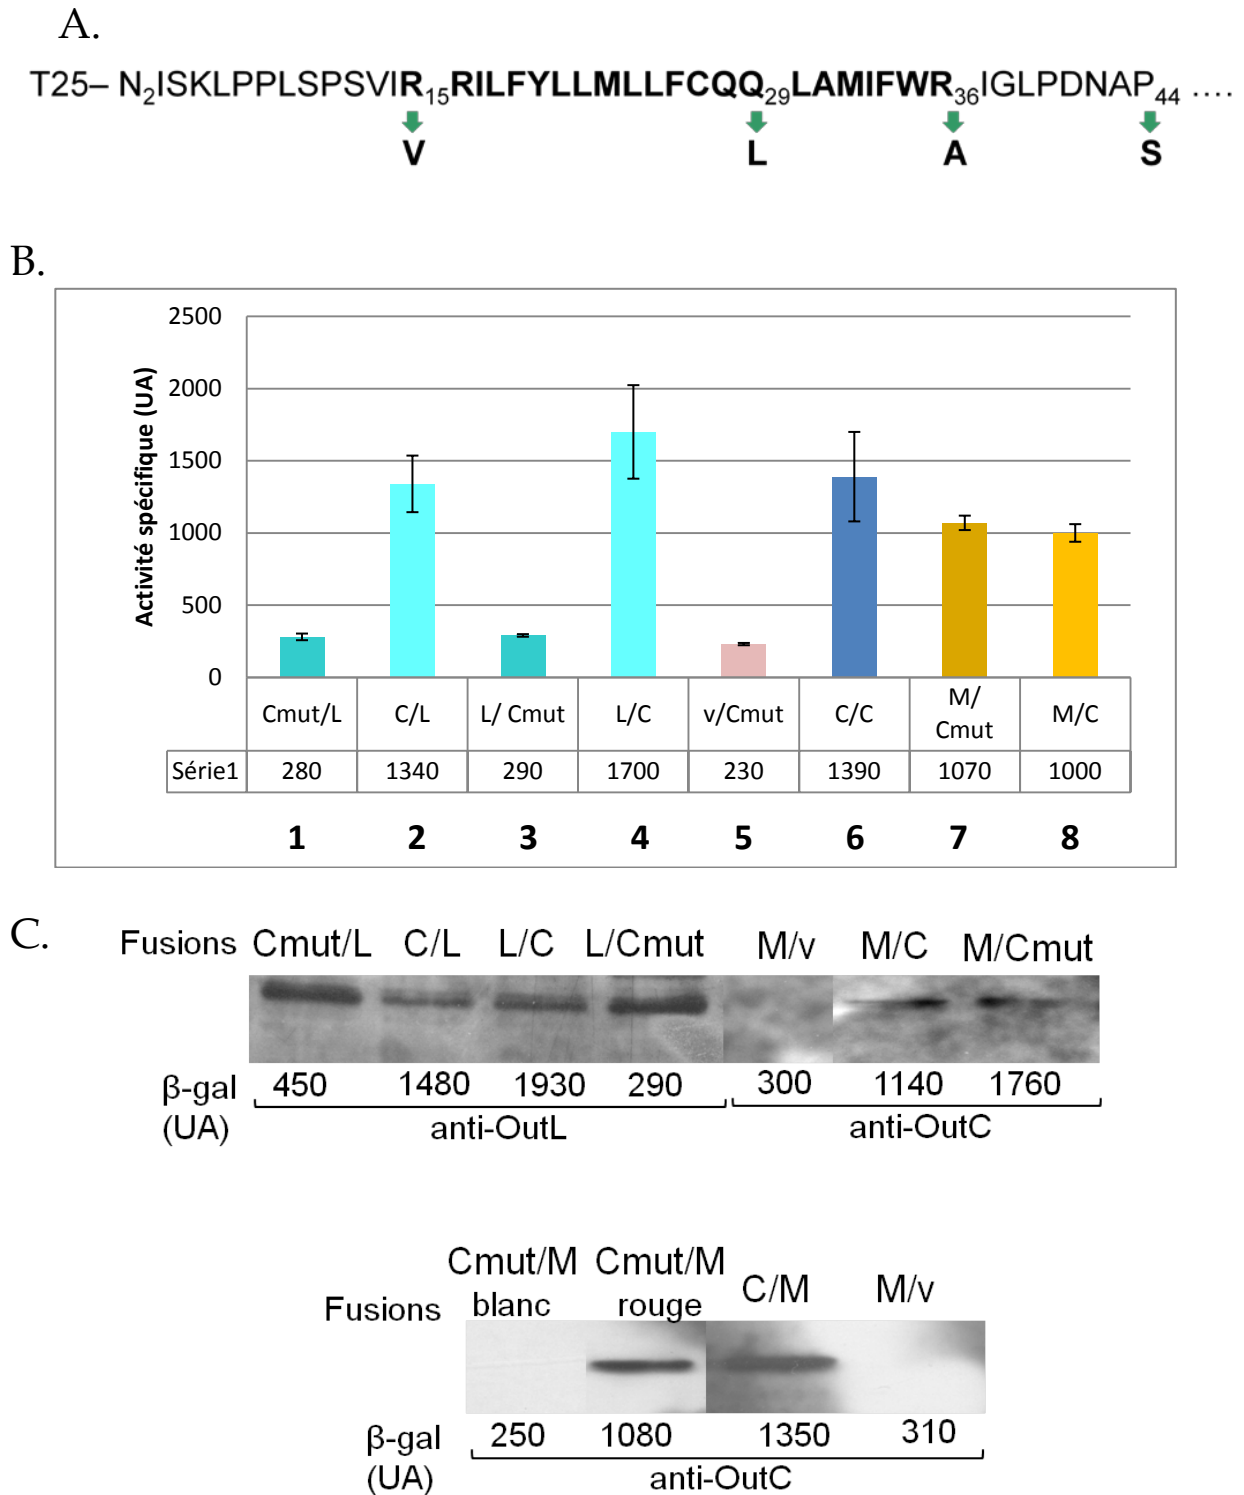 A.
T25– N2ISKLPPLSPSVIR15RILFYLLMLLFCQQ29LAMIFWR36IGLPDNAP44 ....
V L A S
B.
2500
2000
1500
1000
500
0
Activité spécifique (UA)
Cmut/L C/L L/ Cmut L/C v/Cmut C/C M/ Cmut M/C
Série1 280 1340 290 1700 230 1390 1070 1000
1 2 3 4 5 6 7 8
C.
Fusions Cmut/L C/L L/C L/Cmut M/v M/C M/Cmut
β-gal 450 1480 1930 290 300 1140 1760
(UA) anti-OutL anti-OutC
Cmut/M Cmut/M C/M M/v
Fusions blanc rouge
β-gal 250 1080 1350 310
(UA) anti-OutC